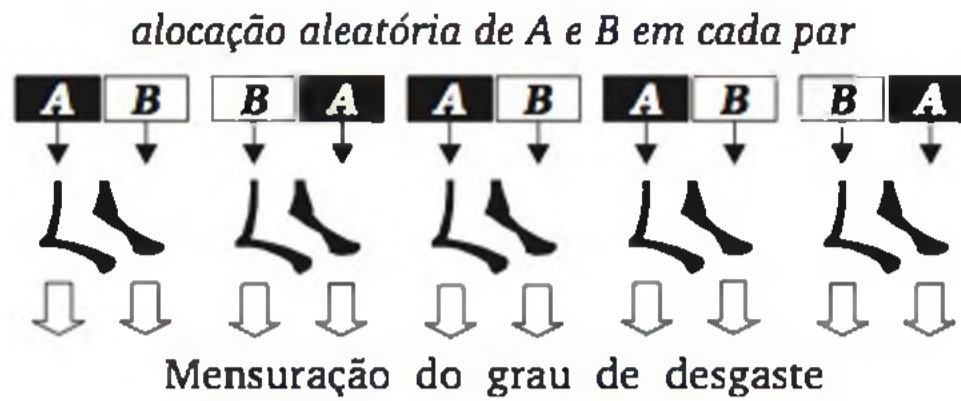 alocação aleatória de A e B em cada par
A B B A A B A B B A
Mensuração do grau de desgaste